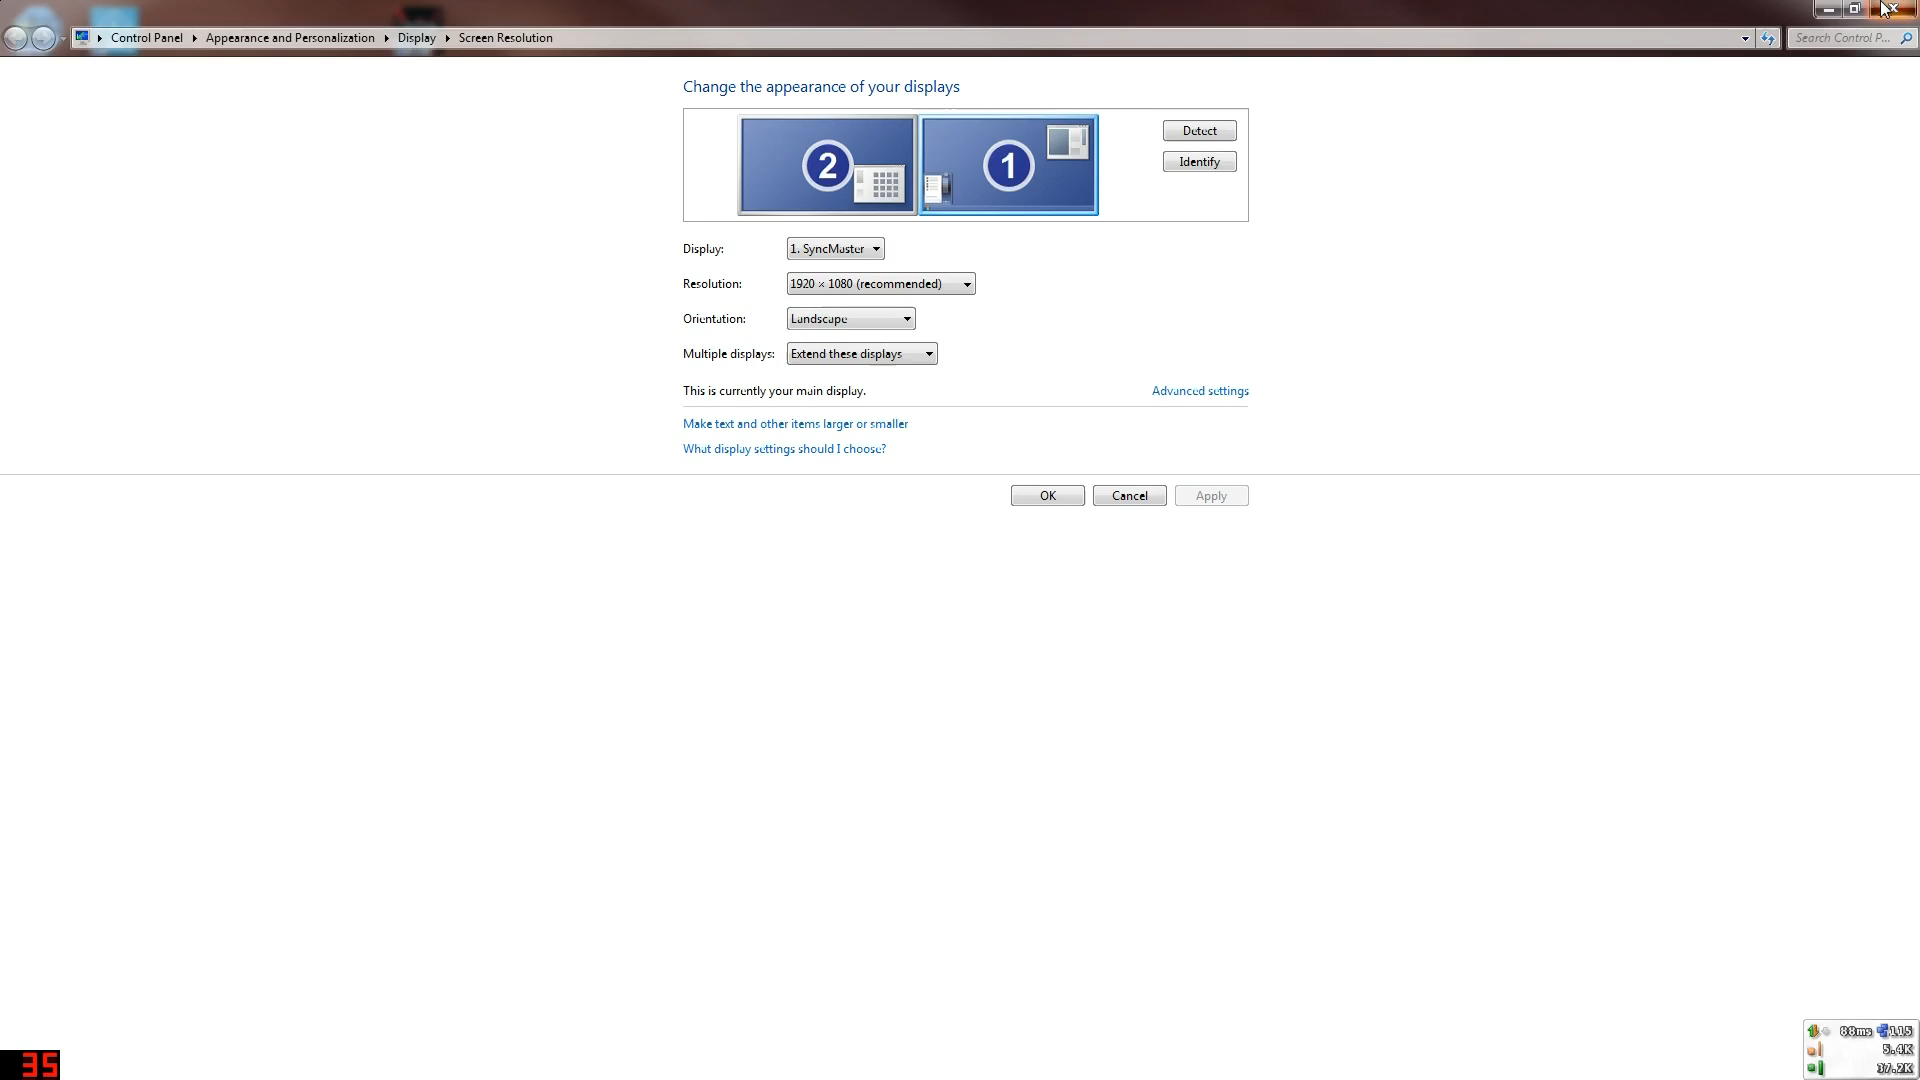 Control Panel Appearance and Personalization Display Screen Resolution Search Control P...
Change the appearance of your displays
2 1
Detect
Identify
Display: 1. SyncMaster
Resolution: 1920 × 1080 (recommended)
Orientation: Landscape
Multiple displays: Extend these displays
This is currently your main display. Advanced settings
Make text and other items larger or smaller
What display settings should I choose?
OK Cancel Apply
88ms 115
5.4K
37.2K
35